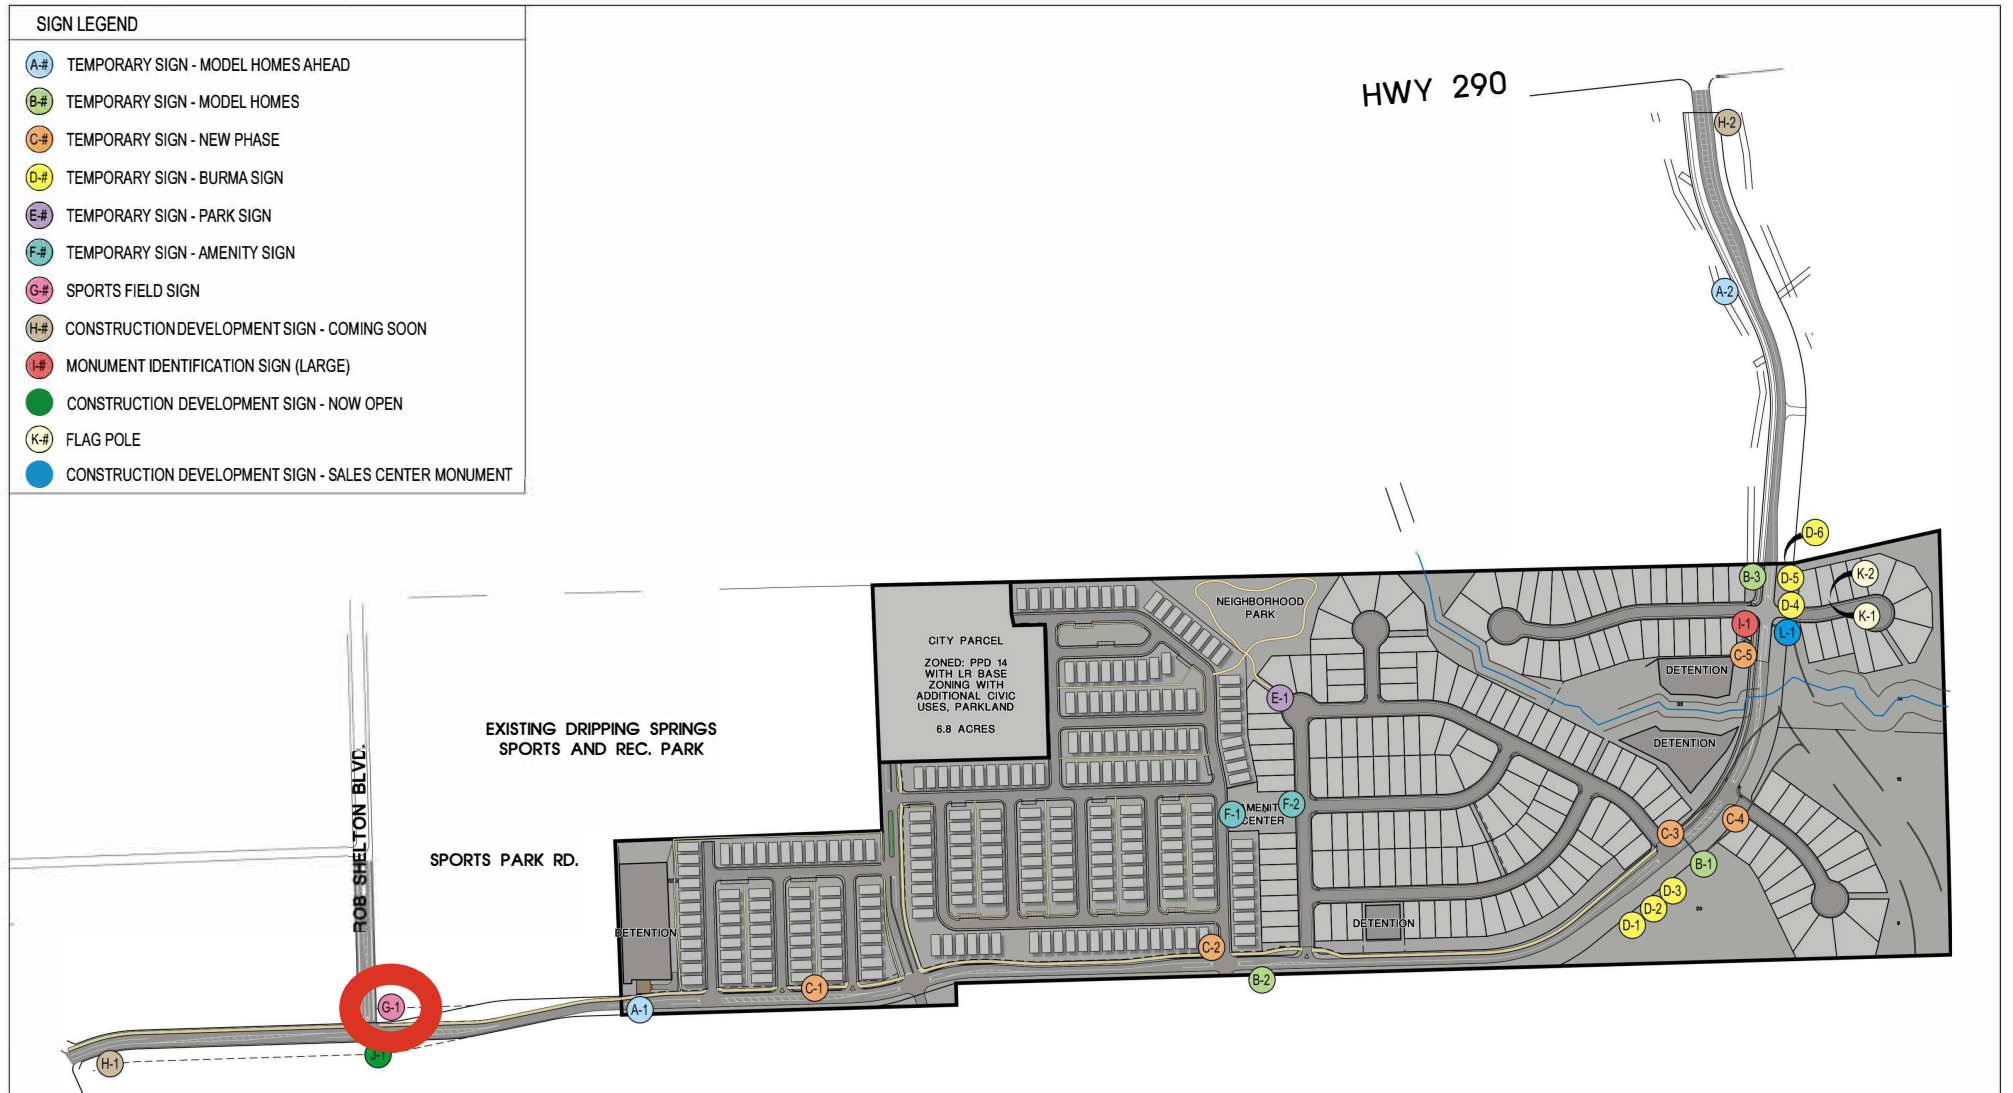 SIGN LEGEND
A-# TEMPORARY SIGN - MODEL HOMES AHEAD
B-# TEMPORARY SIGN - MODEL HOMES
C-# TEMPORARY SIGN - NEW PHASE
D-# TEMPORARY SIGN - BURMA SIGN
E-# TEMPORARY SIGN - PARK SIGN
F-# TEMPORARY SIGN - AMENITY SIGN
G-# SPORTS FIELD SIGN
H-# CONSTRUCTION DEVELOPMENT SIGN - COMING SOON
I-# MONUMENT IDENTIFICATION SIGN (LARGE)
CONSTRUCTION DEVELOPMENT SIGN - NOW OPEN
K-# FLAG POLE
CONSTRUCTION DEVELOPMENT SIGN - SALES CENTER MONUMENT
HWY 290
H-2
A-2
D-6
B-3
D-5
K-2
D-4
K-1
I-1
L-1
C-5
DETENTION
DETENTION
NEIGHBORHOOD
PARK
CITY PARCEL
ZONED: PPD 14
WITH LR BASE
ZONING WITH
ADDITIONAL CIVIC
USES, PARKLAND
6.8 ACRES
E-1
EXISTING DRIPPING SPRINGS
SPORTS AND REC. PARK
ROB SHELTON BLVD.
SPORTS PARK RD.
F-1
F-2
AMENIT
CENTER
C-3
C-4
B-1
D-3
D-2
D-1
20
DETENTION
DETENTION
C-2
B-2
C-1
A-1
G-1
J-1
H-1